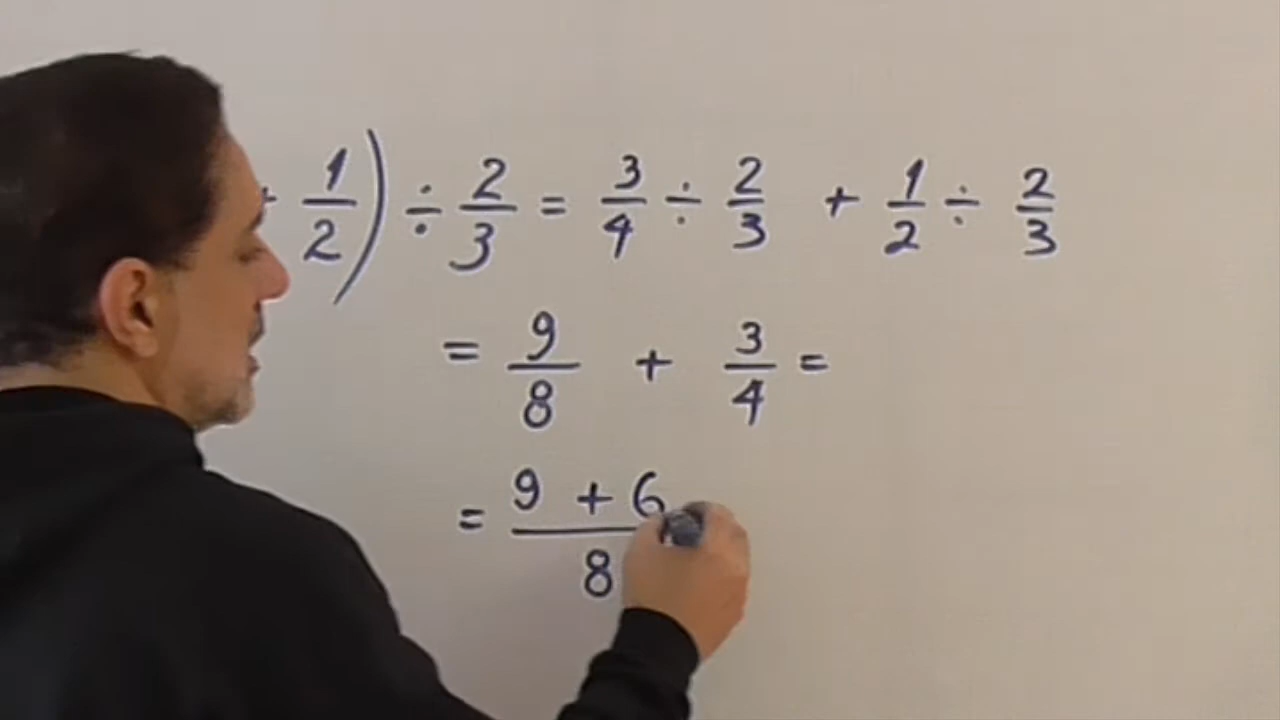 + 1/2) ÷ 2/3 = 3/4 ÷ 2/3 + 1/2 ÷ 2/3
= 9/8 + 3/4 =
= (9 + 6)/8